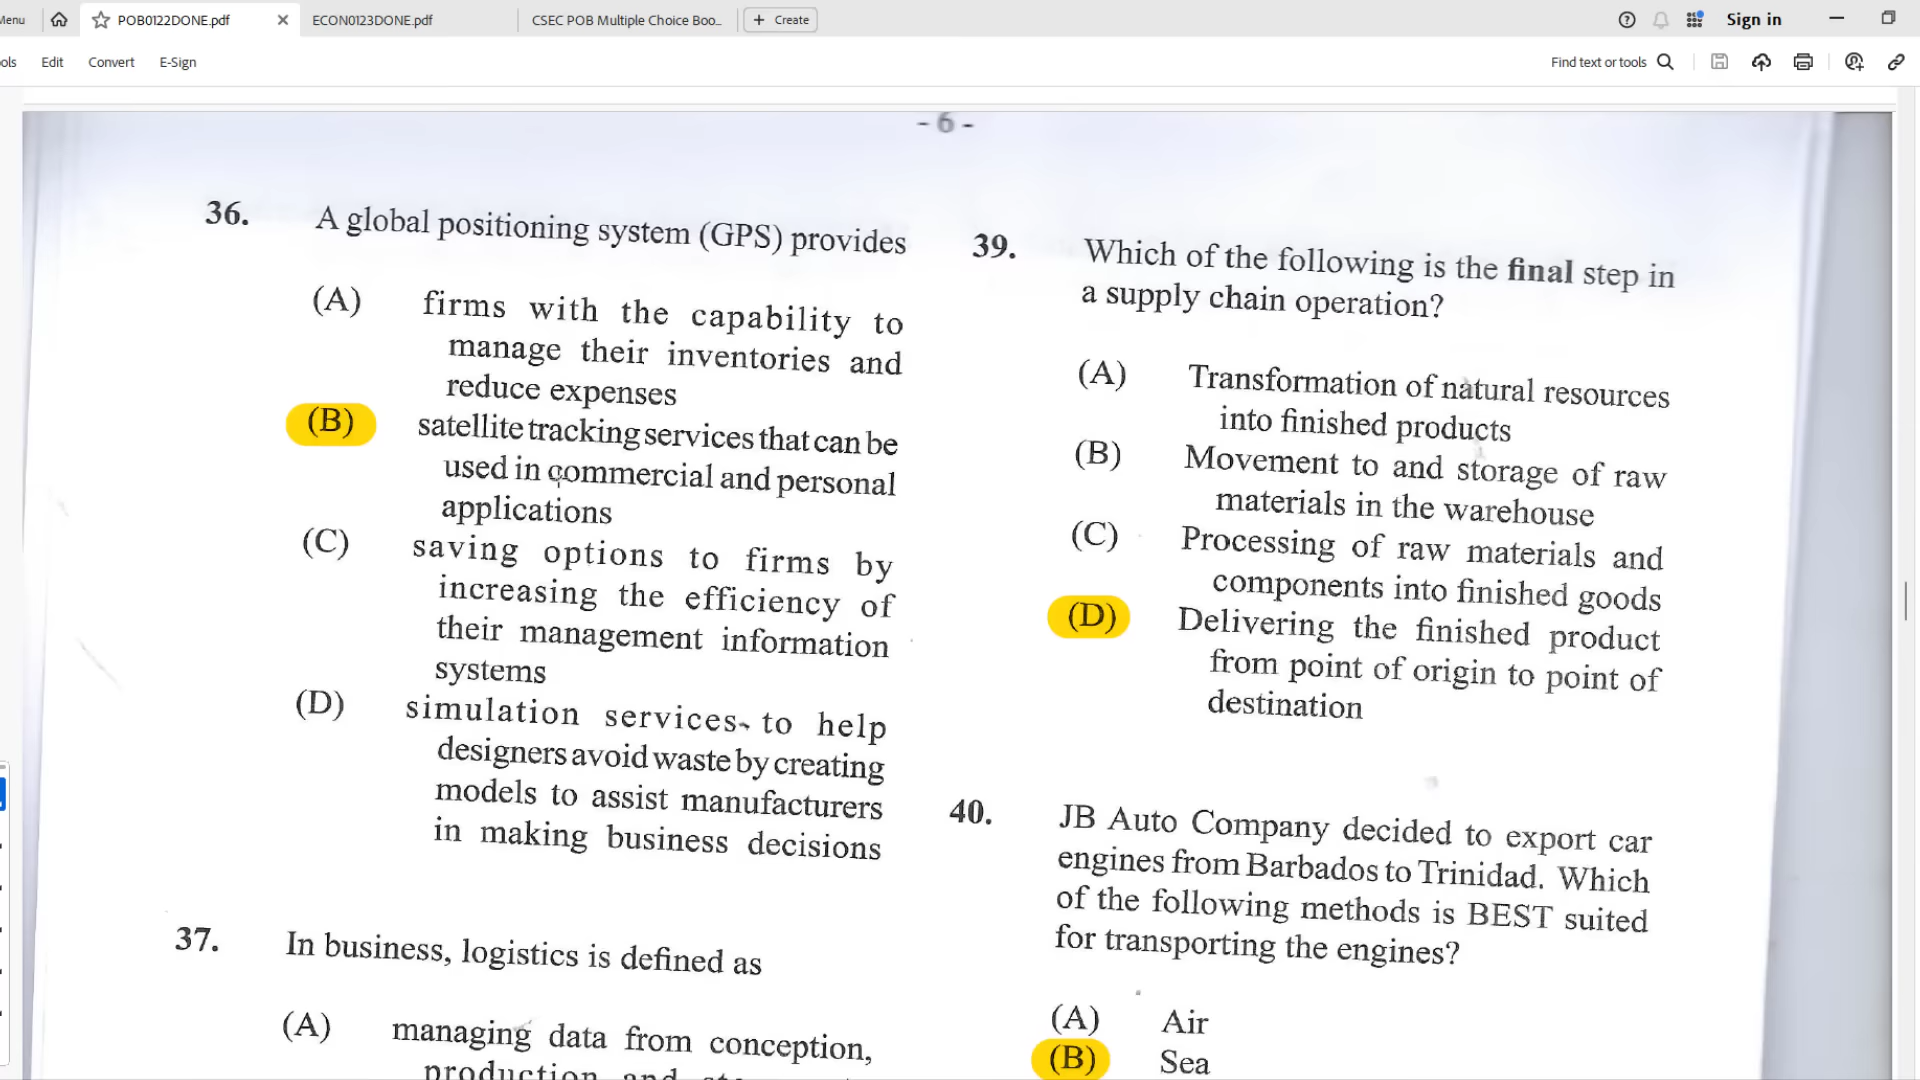 Menu
POB0122DONE.pdf
ECON0123DONE.pdf
CSEC POB Multiple Choice Boo...
+ Create
Sign in
Edit
Convert
E-Sign
Find text or tools
- 6 -
36. A global positioning system (GPS) provides
(A) firms with the capability to
manage their inventories and
reduce expenses
(B) satellite tracking services that can be
used in commercial and personal
applications
(C) saving options to firms by
increasing the efficiency of
their management information
systems
(D) simulation services to help
designers avoid waste by creating
models to assist manufacturers
in making business decisions
37. In business, logistics is defined as
(A) managing data from conception,
39. Which of the following is the final step in
a supply chain operation?
(A) Transformation of natural resources
into finished products
(B) Movement to and storage of raw
materials in the warehouse
(C) Processing of raw materials and
components into finished goods
(D) Delivering the finished product
from point of origin to point of
destination
40. JB Auto Company decided to export car
engines from Barbados to Trinidad. Which
of the following methods is BEST suited
for transporting the engines?
(A) Air
(B) Sea